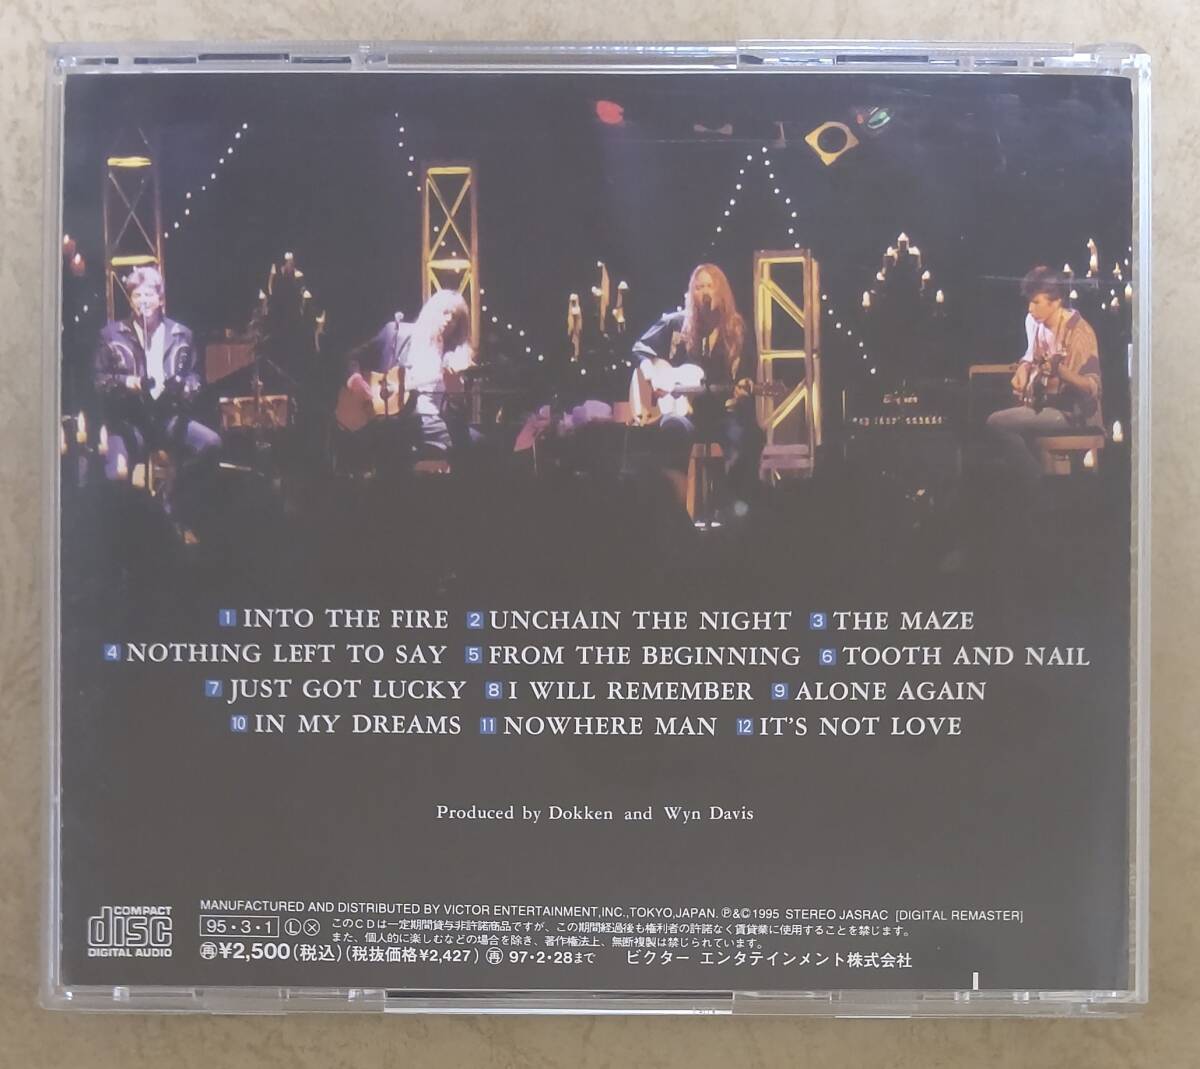 1 INTO THE FIRE 2 UNCHAIN THE NIGHT 3 THE MAZE
4 NOTHING LEFT TO SAY 5 FROM THE BEGINNING 6 TOOTH AND NAIL
7 JUST GOT LUCKY 8 I WILL REMEMBER 9 ALONE AGAIN
10 IN MY DREAMS 11 NOWHERE MAN 12 IT'S NOT LOVE
Produced by Dokken and Wyn Davis
COMPACT
disc
DIGITAL AUDIO
MANUFACTURED AND DISTRIBUTED BY VICTOR ENTERTAINMENT,INC.,TOKYO,JAPAN. ℗&©1995 STEREO JASRAC [DIGITAL REMASTER]
95・3・1 Ⓛ ⓧ このCDは一定期間貸与非許諾商品ですが、この期間経過後も権利者の許諾なく賃貸業に使用することを禁じます。
また、個人的に楽しむなどの場合を除き、著作権法上、無断複製は禁じられています。
再¥2,500(税込)(税抜価格¥2,427) 再97・2・28まで ビクター エンタテインメント株式会社